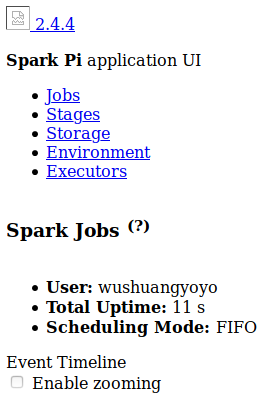 2.4.4
Spark Pi application UI
Jobs
Stages
Storage
Environment
Executors
Spark Jobs (?)
User: wushuangyoyo
Total Uptime: 11 s
Scheduling Mode: FIFO
Event Timeline
Enable zooming